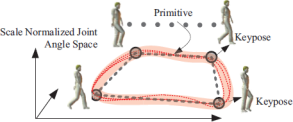 Primitive
Scale Normalized Joint
Angle Space
Keypose
Keypose